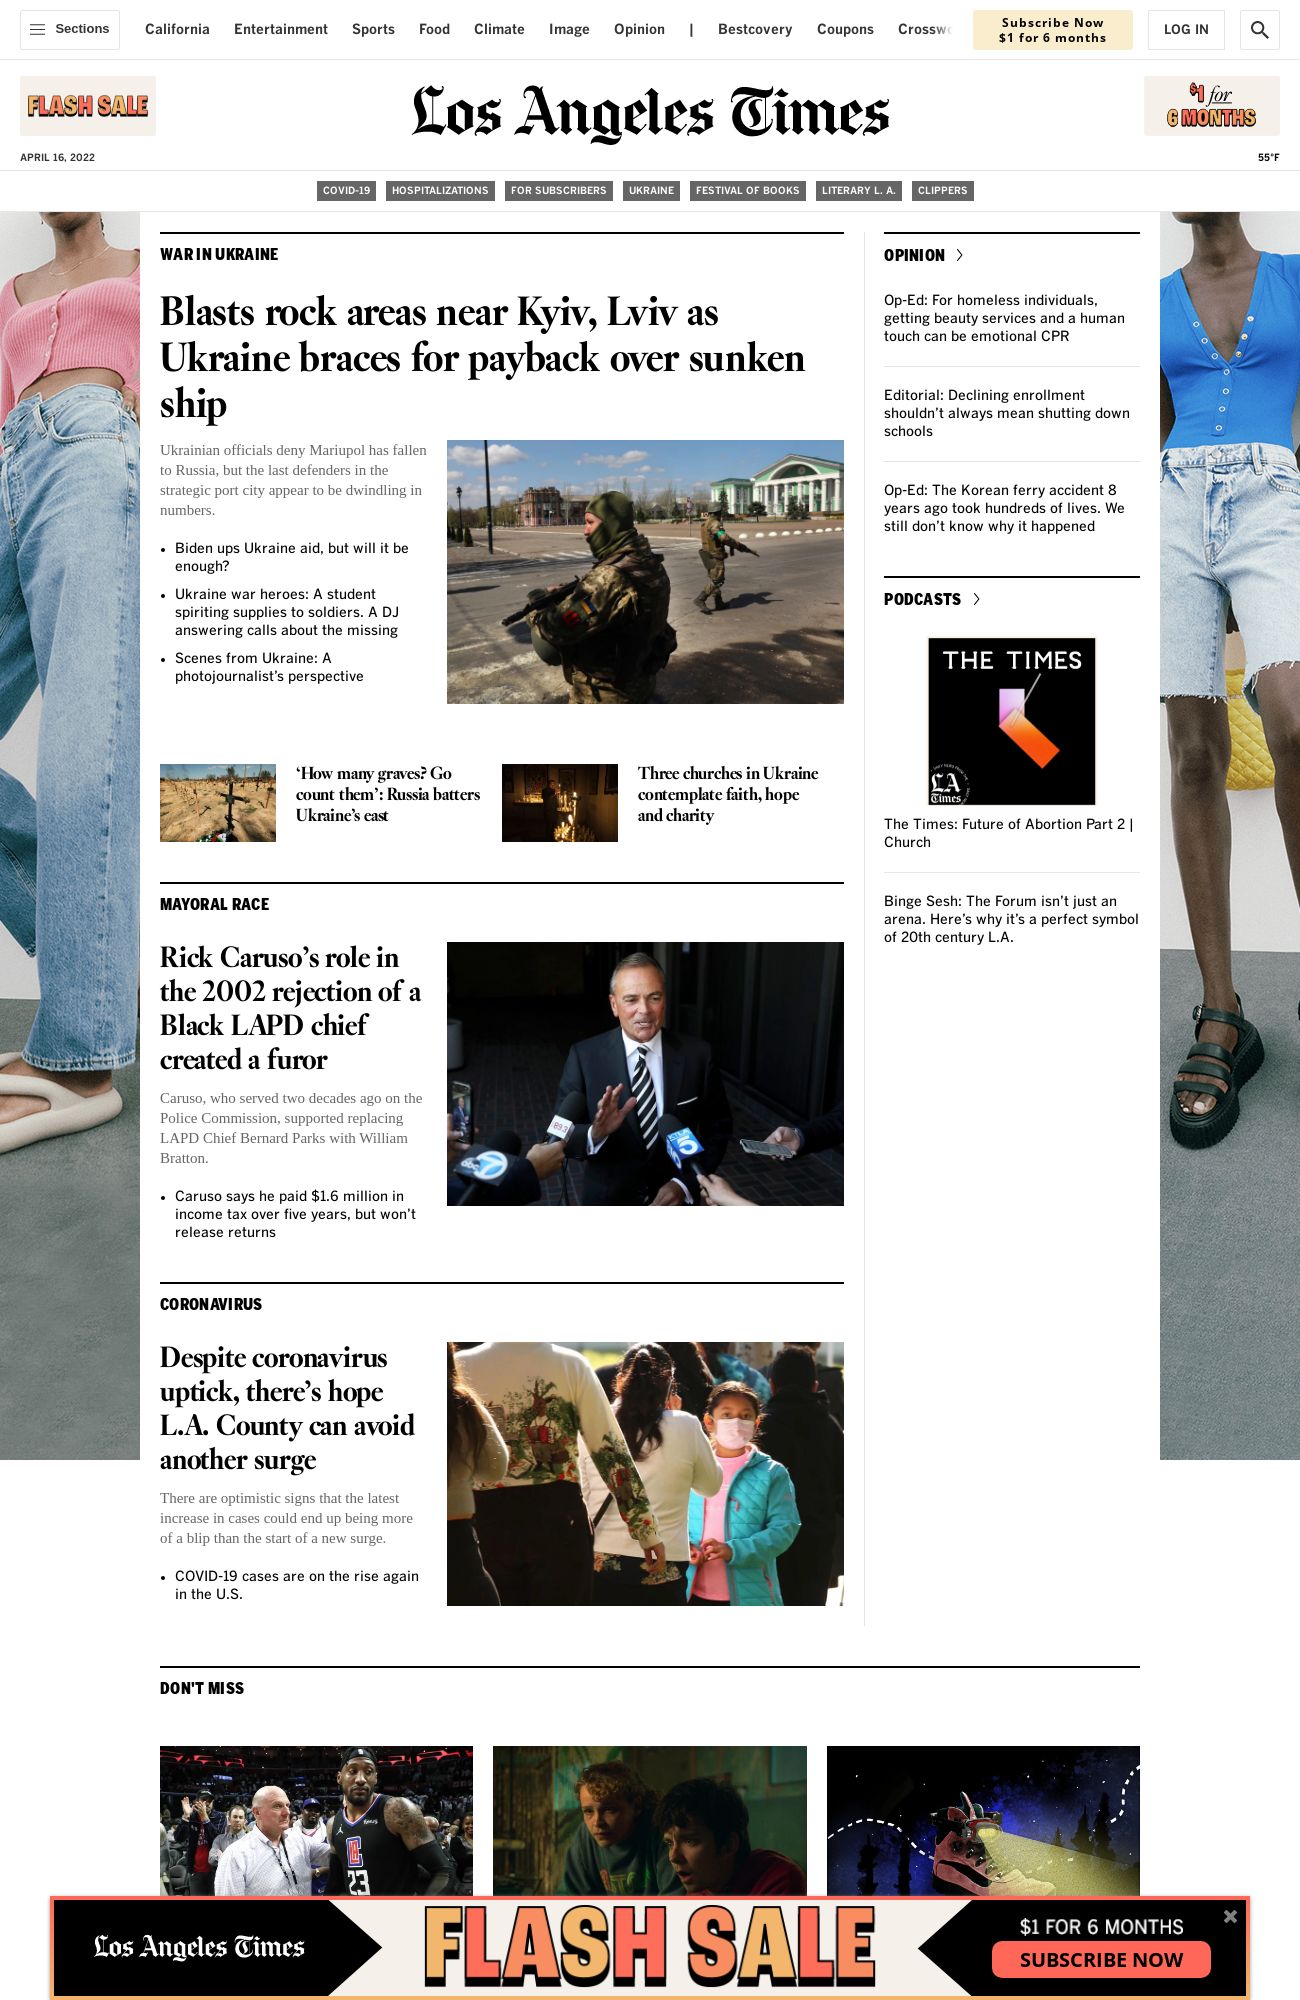 Sections
California
Entertainment
Sports
Food
Climate
Image
Opinion
|
Bestcovery
Coupons
Crosswo
Subscribe Now
$1 for 6 months
LOG IN
FLASH SALE
Los Angeles Times
$1 for
6 MONTHS
APRIL 16, 2022
55°F
COVID-19
HOSPITALIZATIONS
FOR SUBSCRIBERS
UKRAINE
FESTIVAL OF BOOKS
LITERARY L. A.
CLIPPERS
WAR IN UKRAINE
Blasts rock areas near Kyiv, Lviv as
Ukraine braces for payback over sunken
ship
Ukrainian officials deny Mariupol has fallen
to Russia, but the last defenders in the
strategic port city appear to be dwindling in
numbers.
• Biden ups Ukraine aid, but will it be
enough?
• Ukraine war heroes: A student
spiriting supplies to soldiers. A DJ
answering calls about the missing
• Scenes from Ukraine: A
photojournalist’s perspective
‘How many graves? Go
count them’: Russia batters
Ukraine’s east
Three churches in Ukraine
contemplate faith, hope
and charity
MAYORAL RACE
Rick Caruso’s role in
the 2002 rejection of a
Black LAPD chief
created a furor
Caruso, who served two decades ago on the
Police Commission, supported replacing
LAPD Chief Bernard Parks with William
Bratton.
• Caruso says he paid $1.6 million in
income tax over five years, but won’t
release returns
abc 7
89.3
KTLA
5
CORONAVIRUS
Despite coronavirus
uptick, there’s hope
L.A. County can avoid
another surge
There are optimistic signs that the latest
increase in cases could end up being more
of a blip than the start of a new surge.
• COVID-19 cases are on the rise again
in the U.S.
OPINION
Op-Ed: For homeless individuals,
getting beauty services and a human
touch can be emotional CPR
Editorial: Declining enrollment
shouldn’t always mean shutting down
schools
Op-Ed: The Korean ferry accident 8
years ago took hundreds of lives. We
still don’t know why it happened
PODCASTS
THE TIMES
LA
Times
The Times: Future of Abortion Part 2 |
Church
Binge Sesh: The Forum isn’t just an
arena. Here’s why it’s a perfect symbol
of 20th century L.A.
DON'T MISS
23
Los Angeles Times
FLASH SALE
$1 FOR 6 MONTHS
SUBSCRIBE NOW